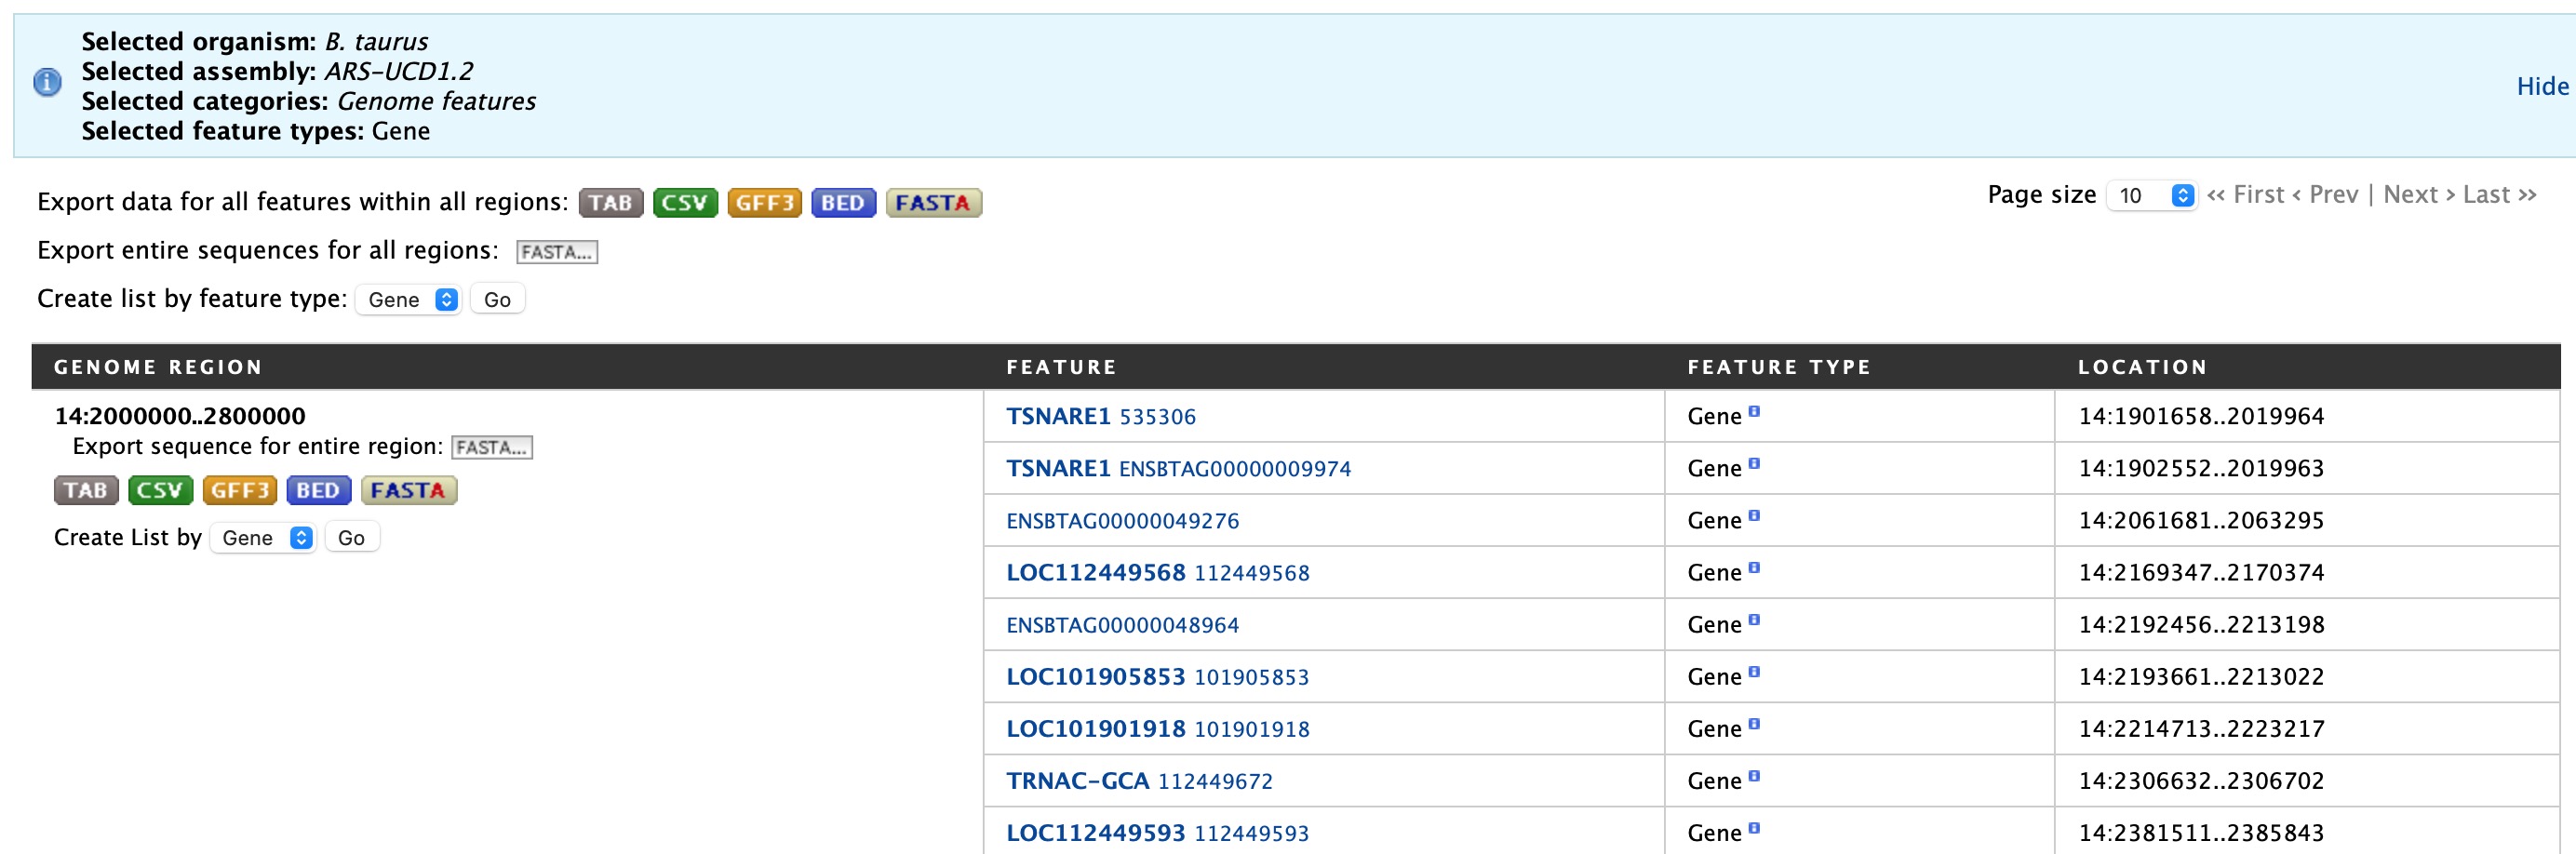 Selected organism: B. taurus
Selected assembly: ARS-UCD1.2
Selected categories: Genome features
Selected feature types: Gene
Hide
Export data for all features within all regions: TAB CSV GFF3 BED FASTA
Page size 10 << First < Prev | Next > Last >>
Export entire sequences for all regions: FASTA...
Create list by feature type: Gene Go
GENOME REGION FEATURE FEATURE TYPE LOCATION
14:2000000..2800000
Export sequence for entire region: FASTA...
TAB CSV GFF3 BED FASTA
Create List by Gene Go
TSNARE1 535306 Gene 14:1901658..2019964
TSNARE1 ENSBTAG00000009974 Gene 14:1902552..2019963
ENSBTAG00000049276 Gene 14:2061681..2063295
LOC112449568 112449568 Gene 14:2169347..2170374
ENSBTAG00000048964 Gene 14:2192456..2213198
LOC101905853 101905853 Gene 14:2193661..2213022
LOC101901918 101901918 Gene 14:2214713..2223217
TRNAC-GCA 112449672 Gene 14:2306632..2306702
LOC112449593 112449593 Gene 14:2381511..2385843